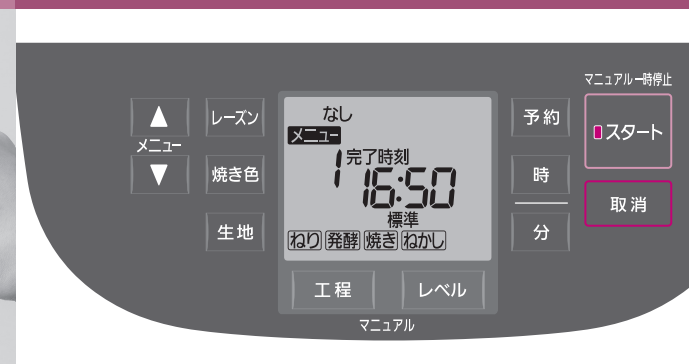 マニュアル一時停止
▲
レーズン
なし
予約
スタート
メニュー
メニュー
完了時刻
▼
焼き色
1
16:50
時
取消
標準
生地
ねり 発酵 焼き ねかし
分
工程
レベル
マニュアル